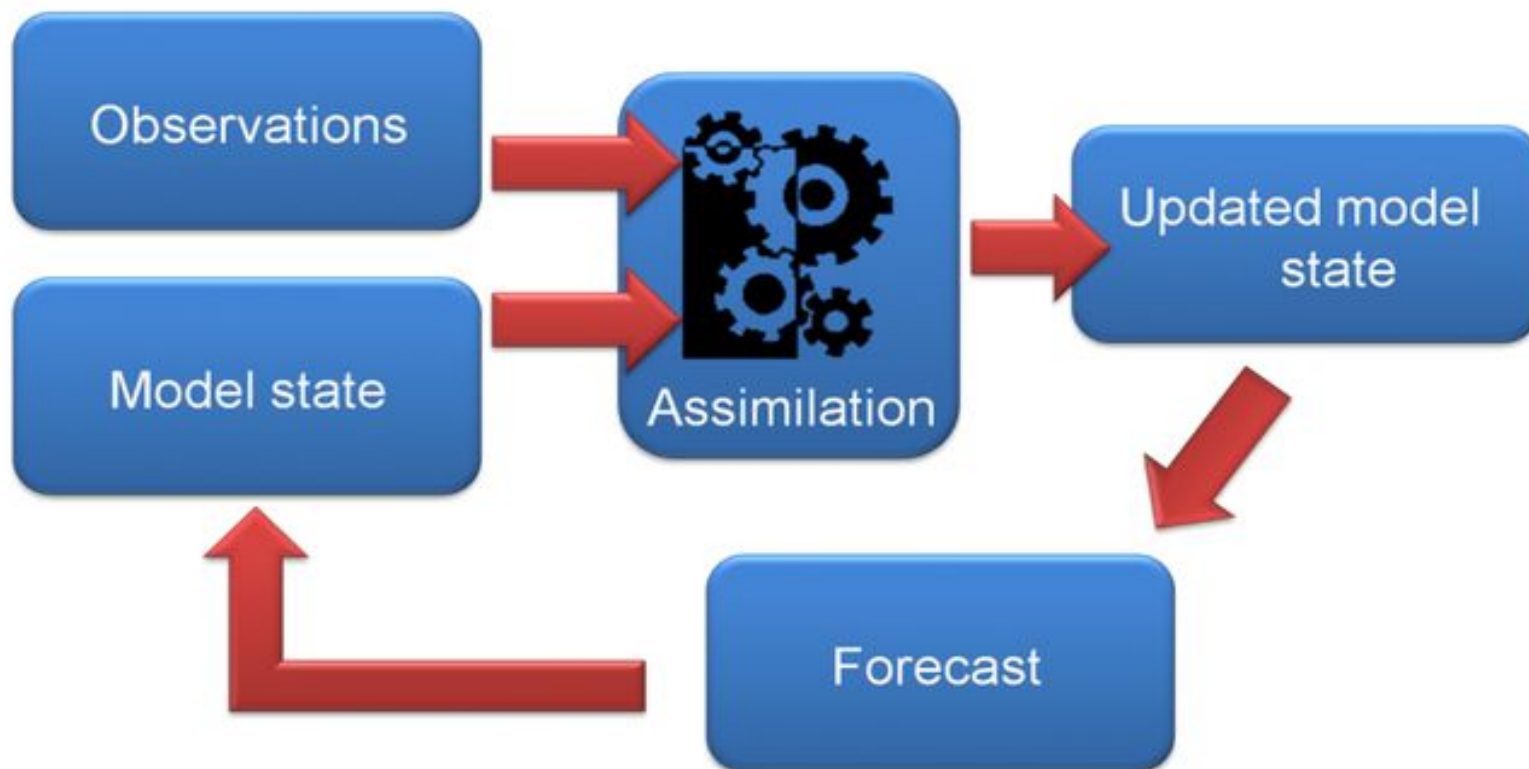 Observations
Model state
Assimilation
Updated model
state
Forecast